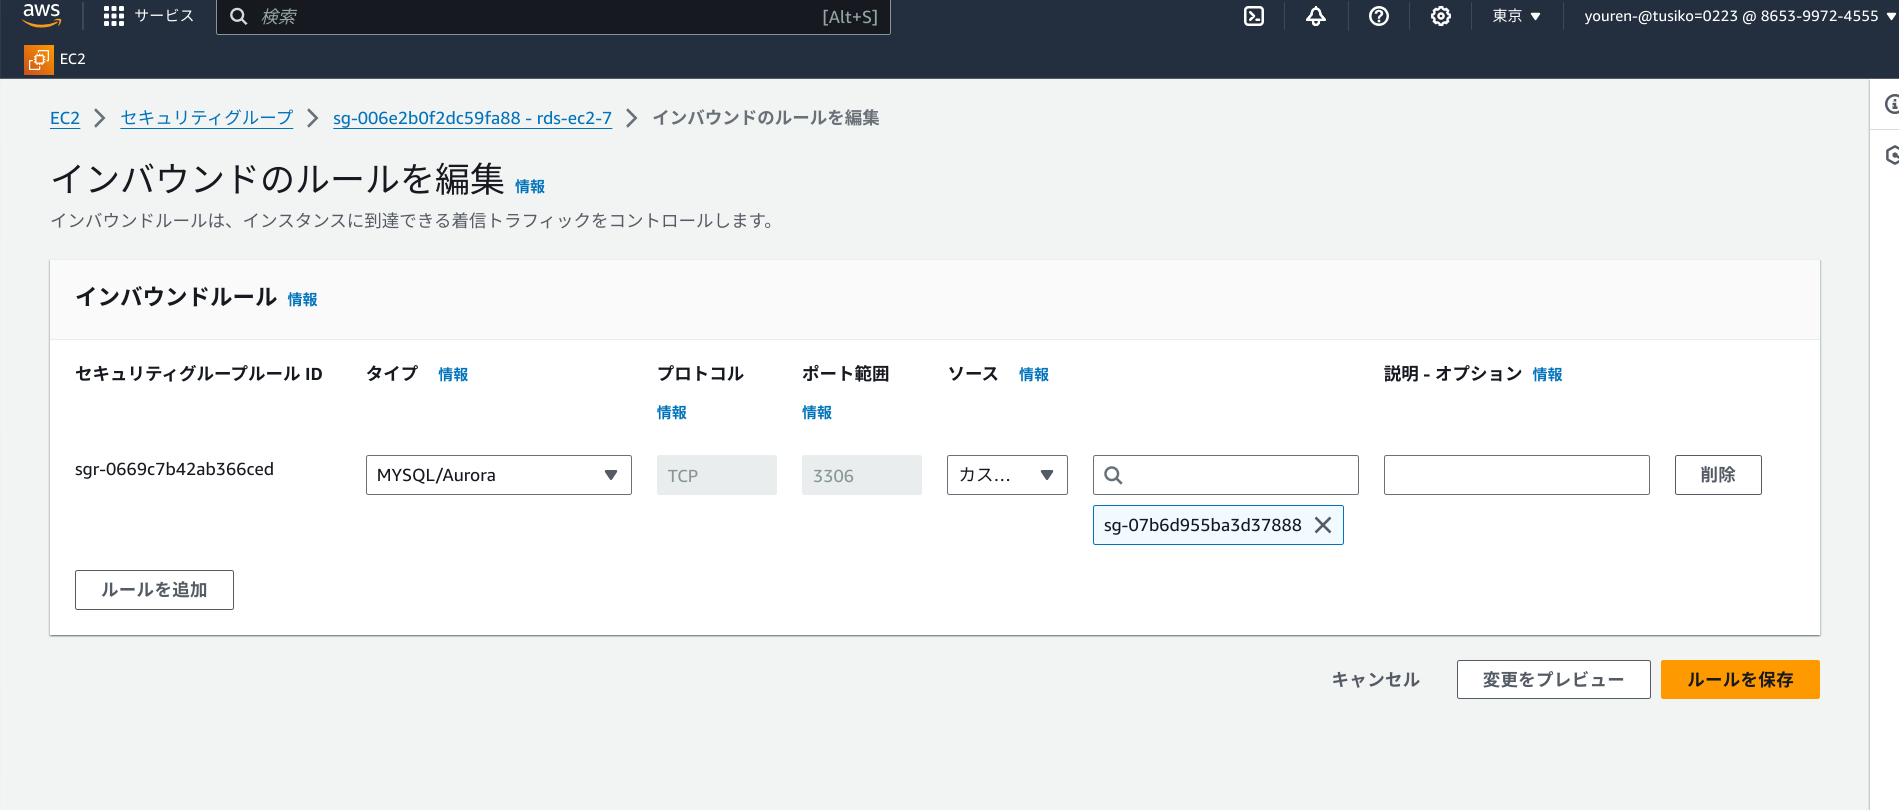 aws
サービス
検索
[Alt+S]
東京
youren-@tusiko=0223 @ 8653-9972-4555
EC2
EC2
セキュリティグループ
sg-006e2b0f2dc59fa88 - rds-ec2-7
インバウンドのルールを編集
インバウンドのルールを編集 情報
インバウンドルールは、インスタンスに到達できる着信トラフィックをコントロールします。
インバウンドルール 情報
セキュリティグループルール ID
タイプ 情報
プロトコル
情報
ポート範囲
情報
ソース 情報
説明 - オプション 情報
sgr-0669c7b42ab366ced
MYSQL/Aurora
TCP
3306
カス...
削除
sg-07b6d955ba3d37888
ルールを追加
キャンセル
変更をプレビュー
ルールを保存